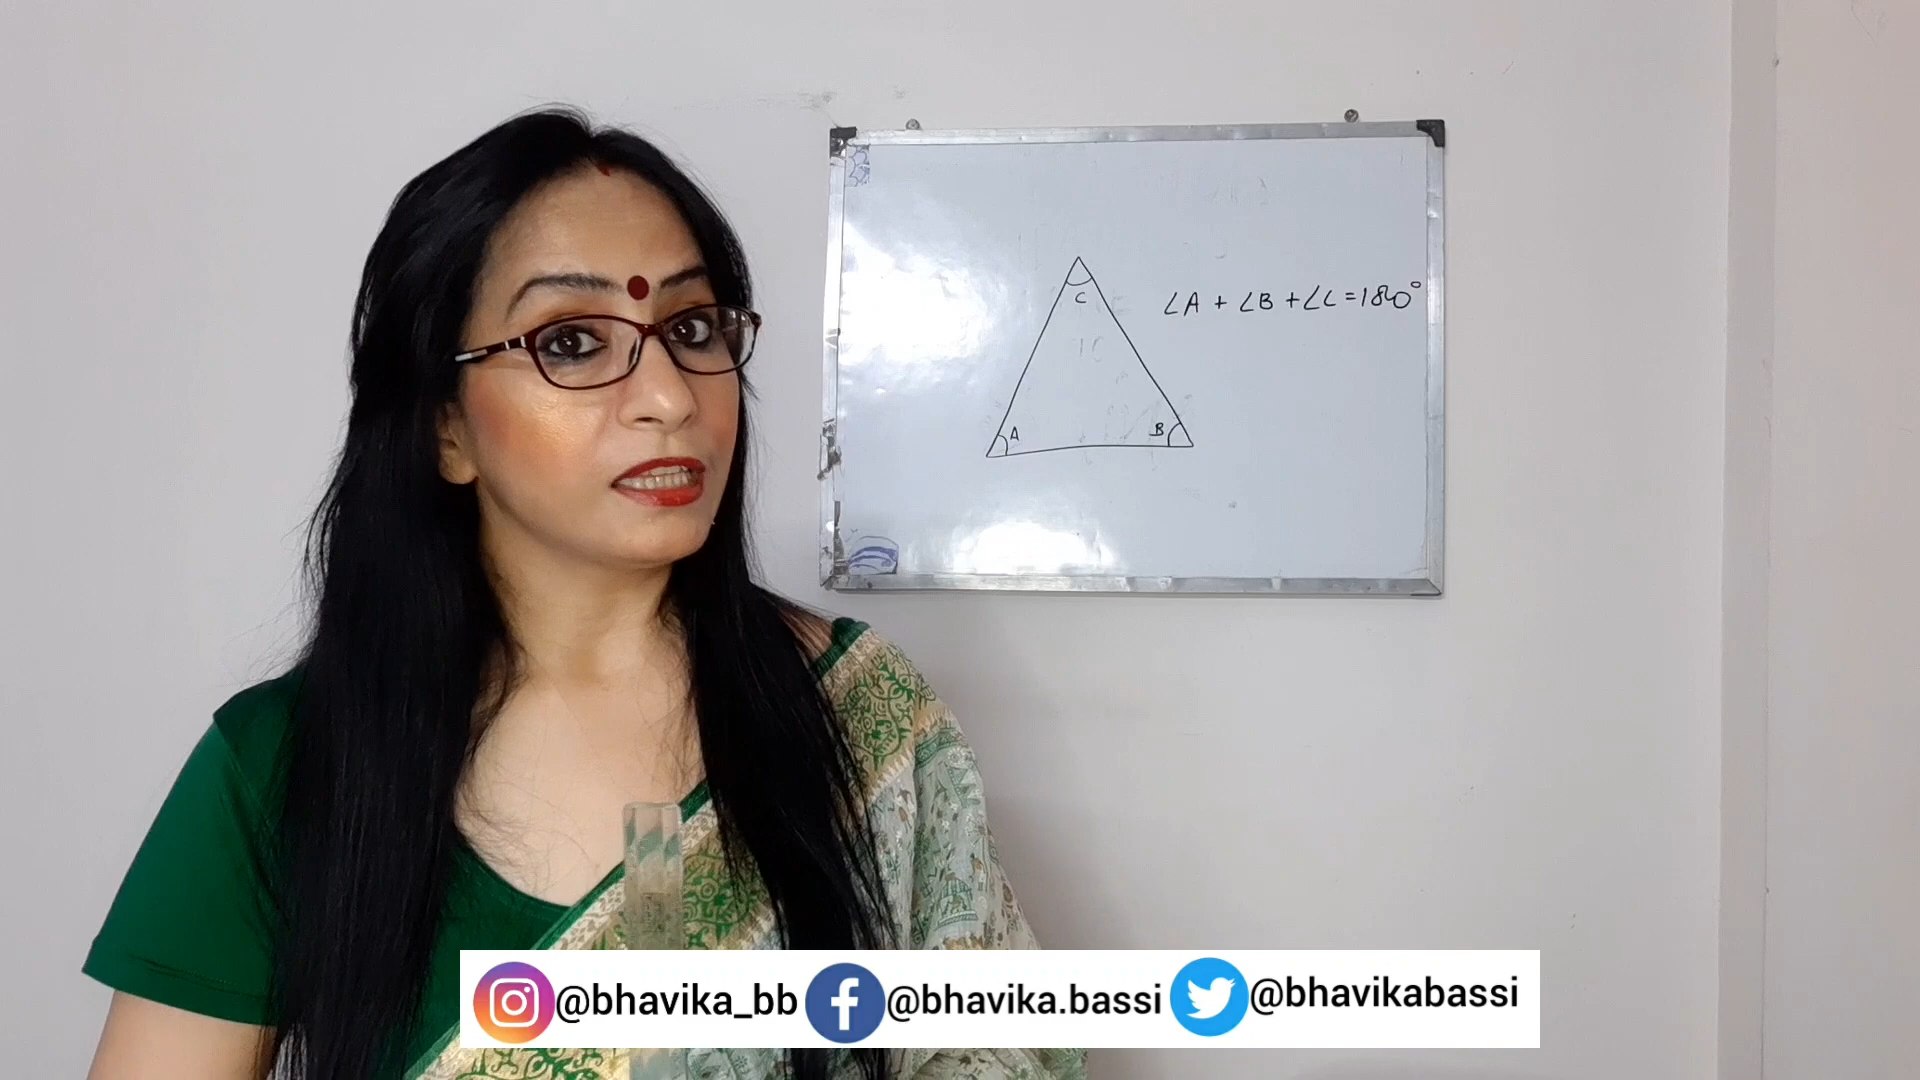 C
∠A + ∠B + ∠C = 180°
A
B
@bhavika_bb @bhavika.bassi @bhavikabassi